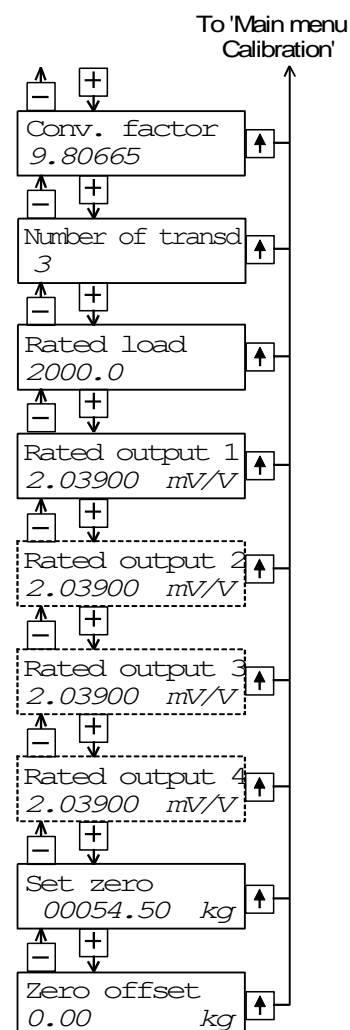 To 'Main menu
Calibration'
+
−
Conv. factor
9.80665
+
−
Number of transd
3
+
−
Rated load
2000.0
+
−
Rated output 1
2.03900 mV/V
+
−
Rated output 2
2.03900 mV/V
+
−
Rated output 3
2.03900 mV/V
+
−
Rated output 4
2.03900 mV/V
+
−
Set zero
00054.50 kg
+
−
Zero offset
0.00 kg